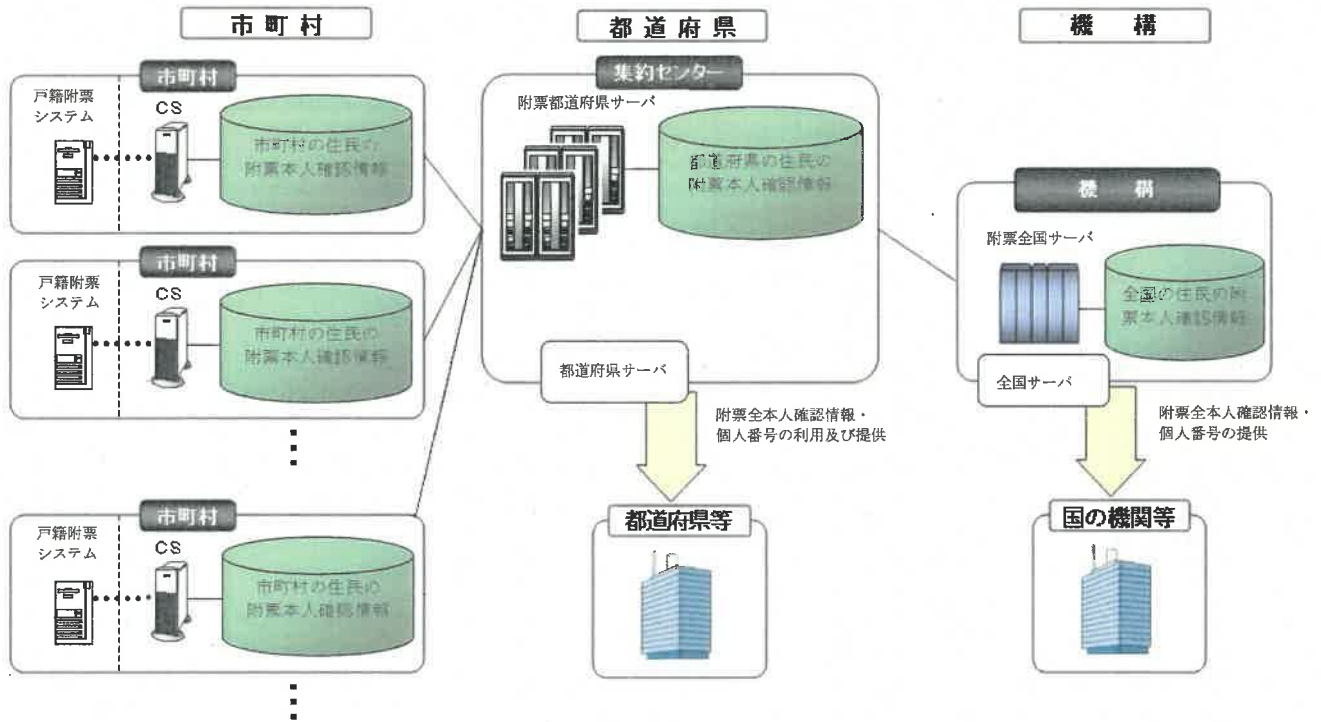 市町村
都道府県
機 構
市町村
戸籍附票
システム
CS
市町村の住民の
附票本人確認情報
市町村
戸籍附票
システム
CS
市町村の住民の
附票本人確認情報
市町村
戸籍附票
システム
CS
市町村の住民の
附票本人確認情報
集約センター
附票都道府県サーバ
都道府県の住民の
附票本人確認情報
都道府県サーバ
附票全本人確認情報・
個人番号の利用及び提供
都道府県等
機 構
附票全国サーバ
全国の住民の附
票本人確認情報
全国サーバ
附票全本人確認情報・
個人番号の提供
国の機関等